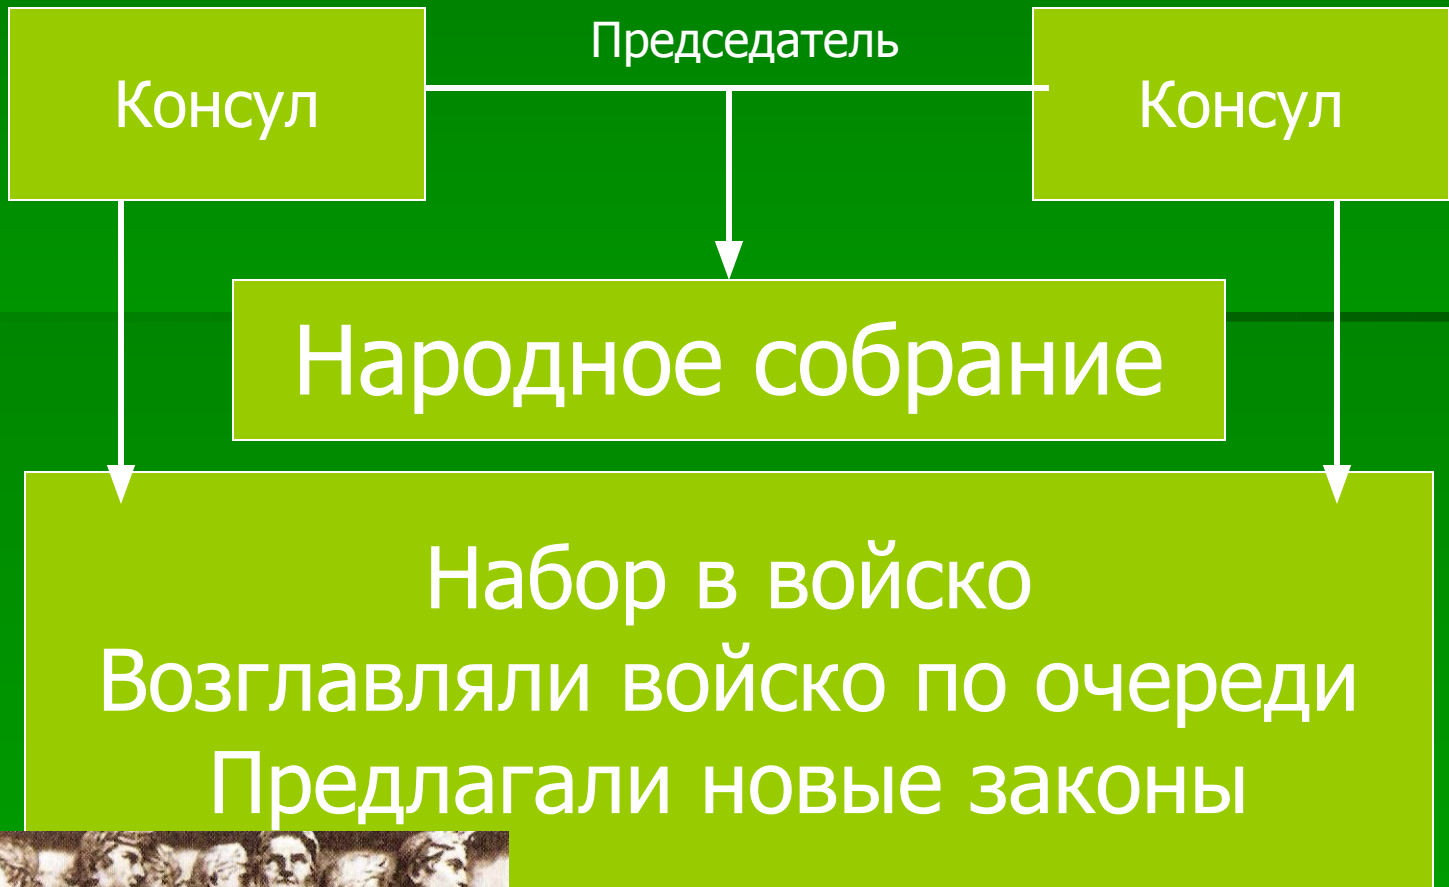 Председатель
Консул
Консул
Народное собрание
Набор в войско
Возглавляли войско по очереди
Предлагали новые законы